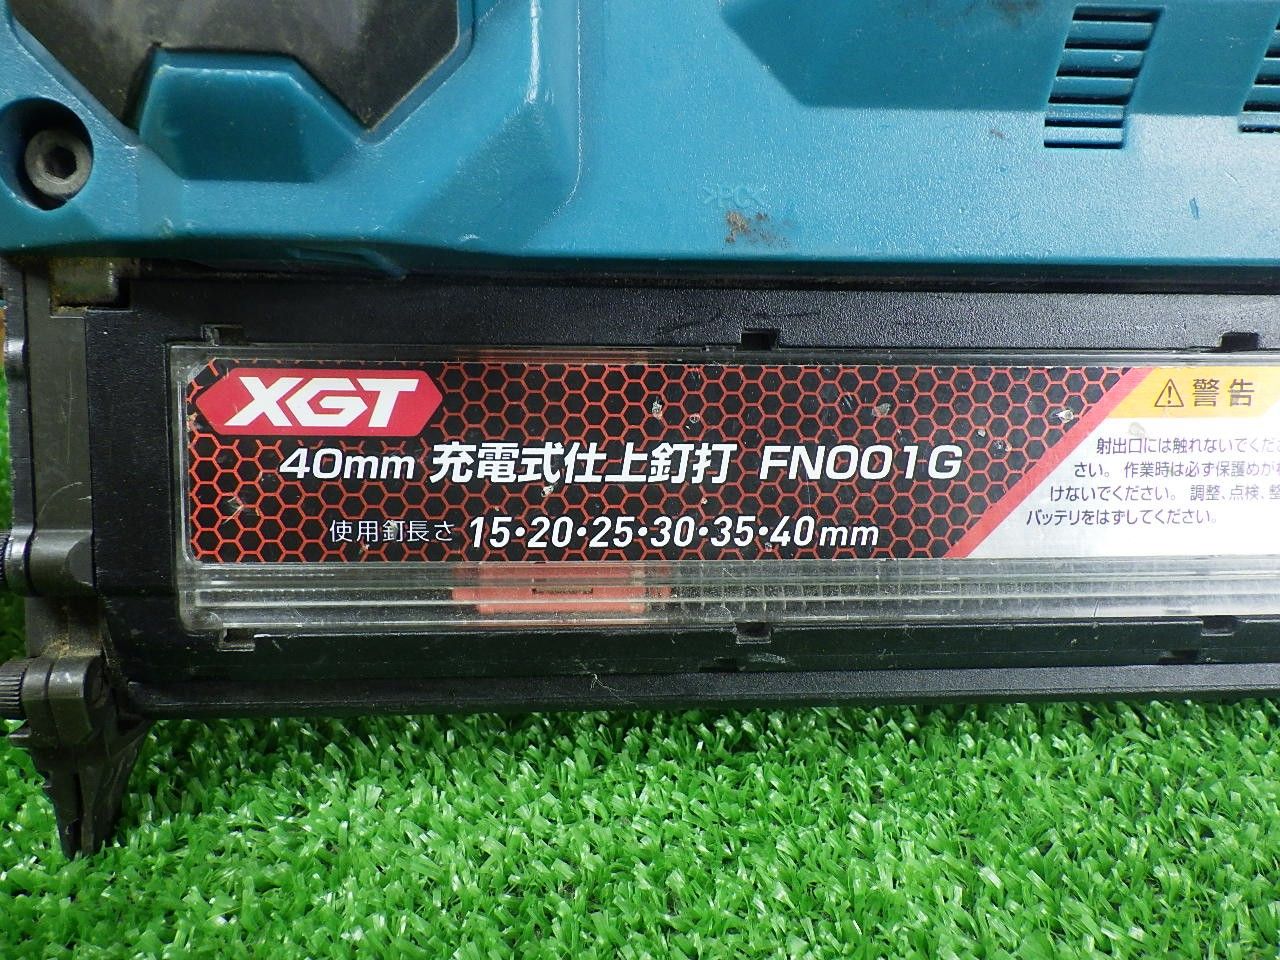 >PC<
XGT
40mm 充電式仕上釘打 FN001G
使用釘長さ 15・20・25・30・35・40mm
⚠警告
射出口には触れないでくだ
さい。作業時は必ず保護めが
けないでください。調整、点検、整
バッテリをはずしてください。